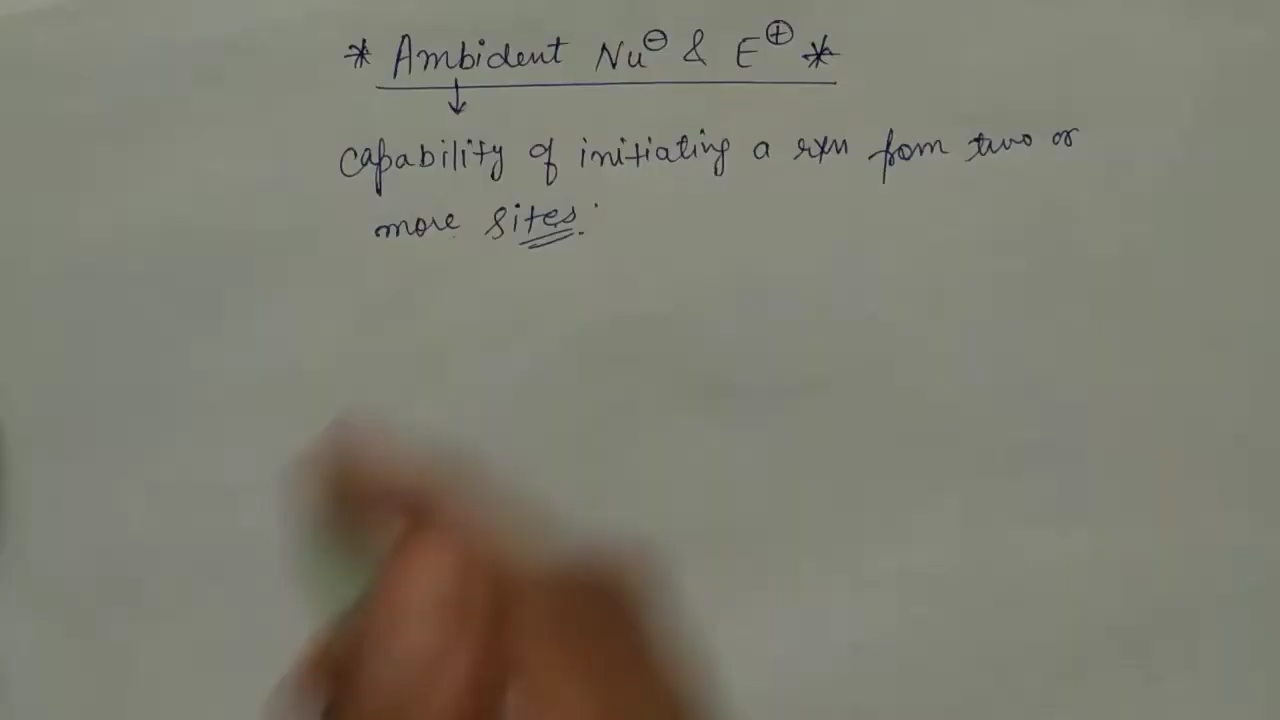 * Ambident Nu⊖ & E⊕ *
Capability of initiating a rxn from two or
more sites.